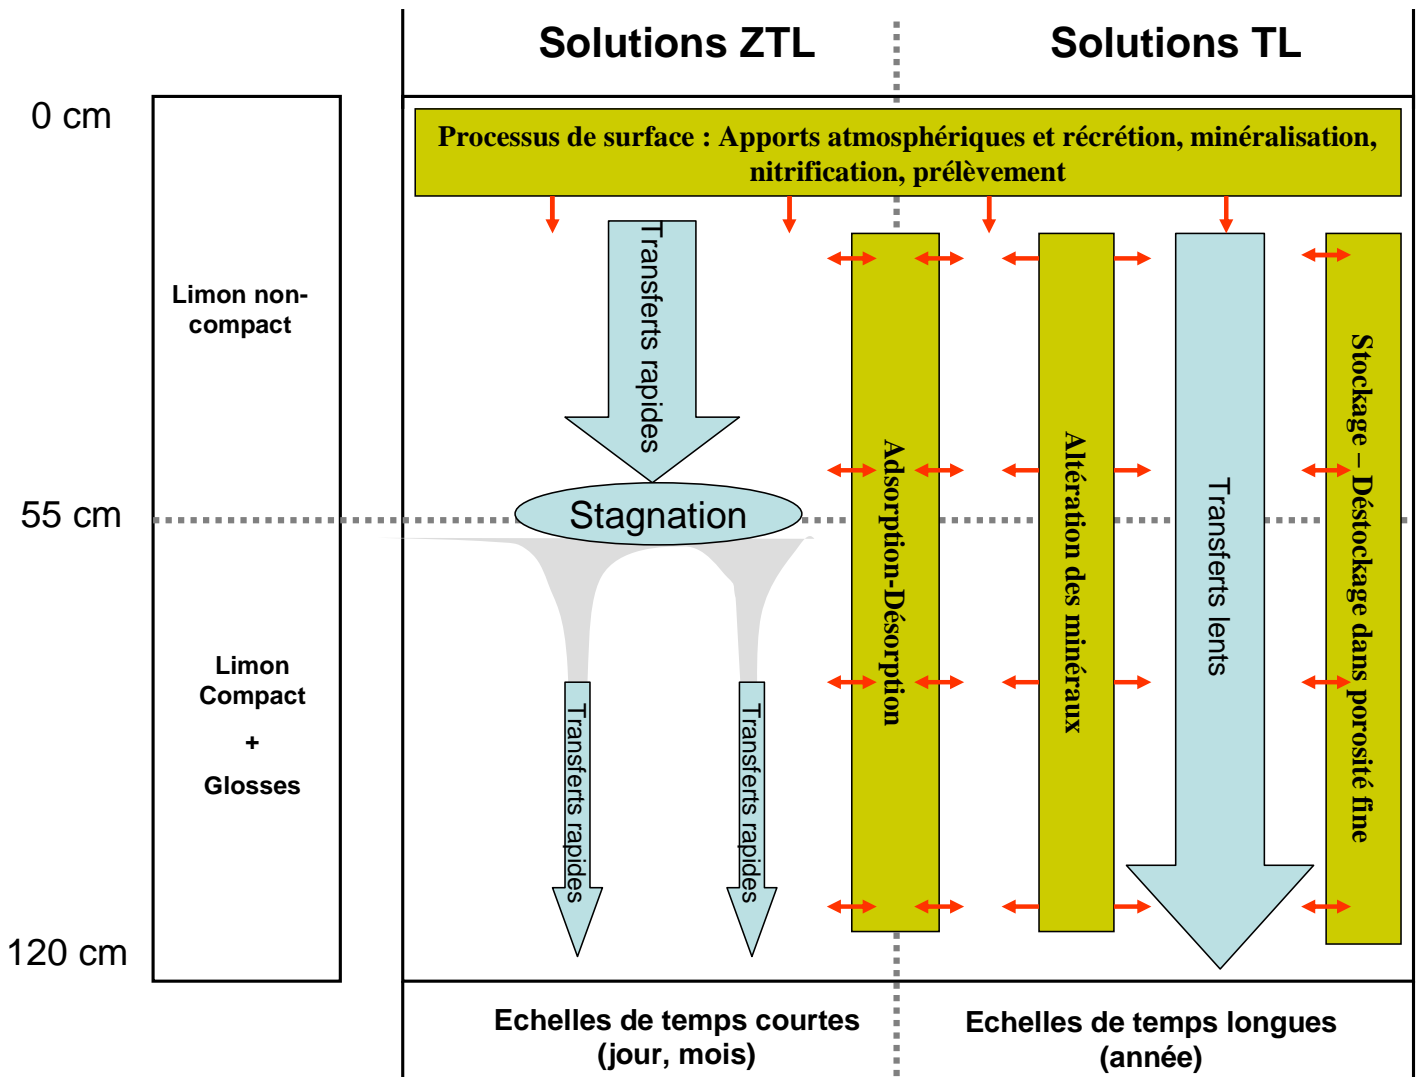 Solutions ZTL
Solutions TL
0 cm
Processus de surface : Apports atmosphériques et récrétion, minéralisation,
nitrification, prélèvement
Limon non-
compact
Transferts rapides
Stagnation
55 cm
Adsorption-Désorption
Altération des minéraux
Transferts lents
Stockage – Déstockage dans porosité fine
Limon
Compact
+
Glosses
Transferts rapides
Transferts rapides
120 cm
Echelles de temps courtes
(jour, mois)
Echelles de temps longues
(année)